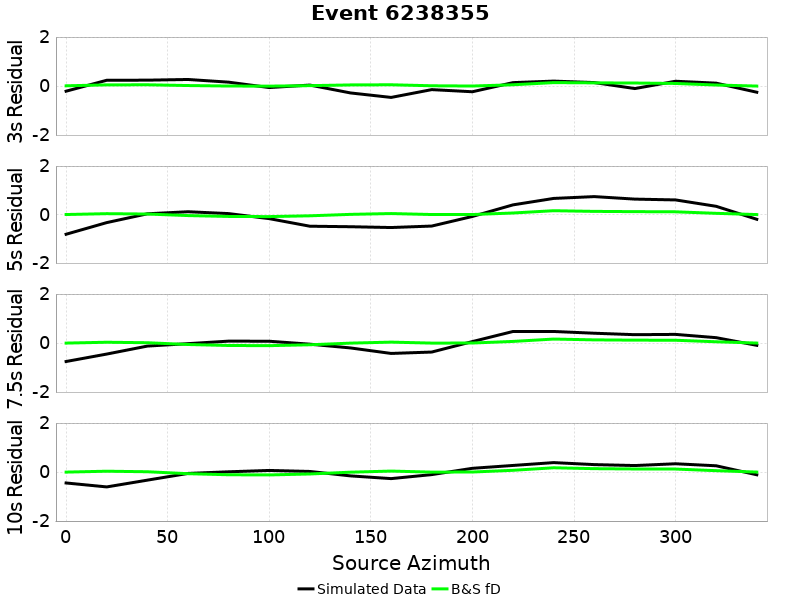 Event 6238355
3s Residual
2
0
-2
5s Residual
2
0
-2
7.5s Residual
2
0
-2
10s Residual
2
0
-2
0 50 100 150 200 250 300
Source Azimuth
Simulated Data B&S fD